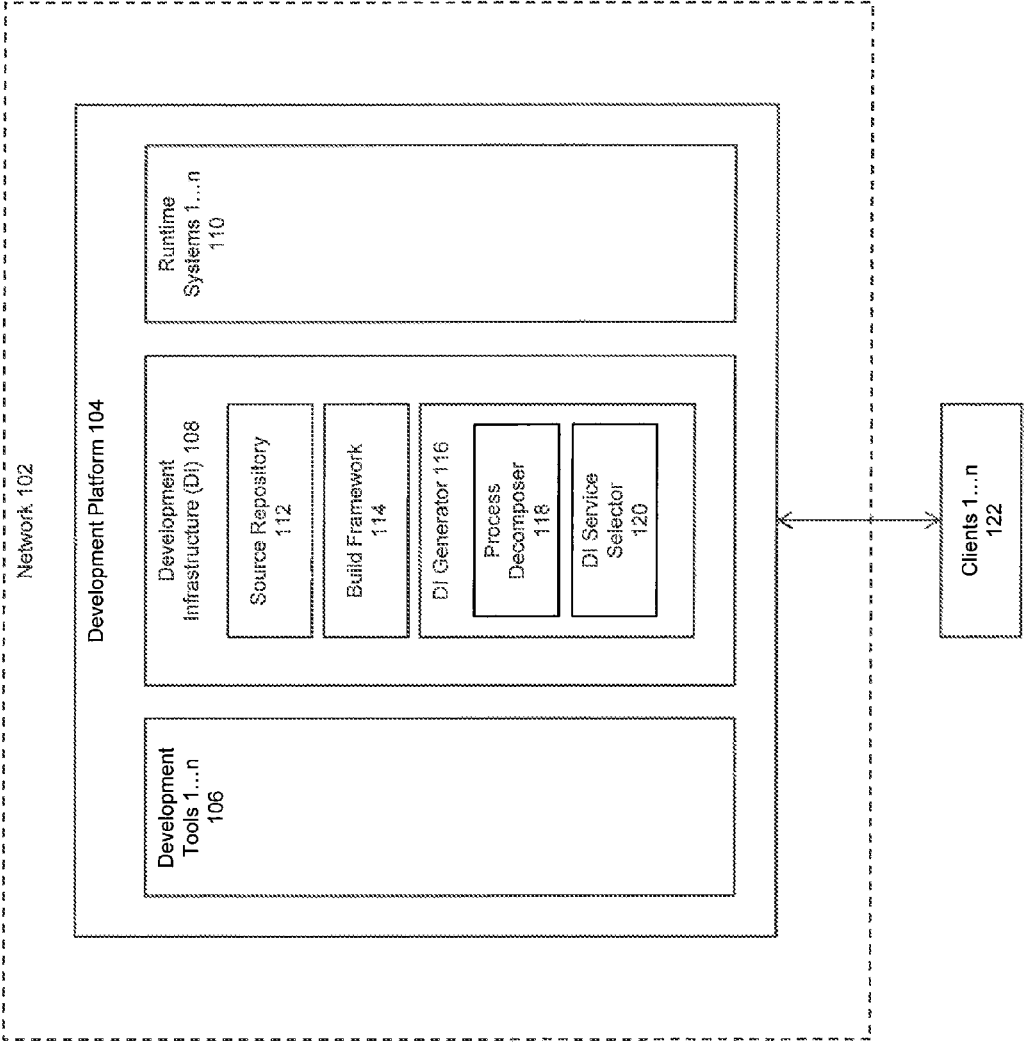 Network 102
Development Platform 104
Development
Tools 1...n
106
Development
Infrastructure (DI) 108
Source Repository
112
Build Framework
114
DI Generator 116
Process
Decomposer
118
DI Service
Selector
120
Runtime
Systems 1...n
110
Clients 1...n
122